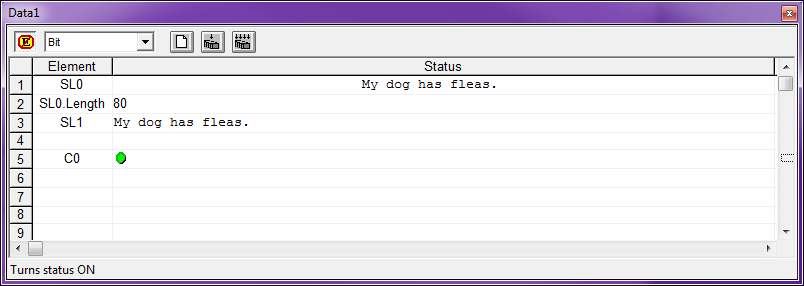 Data1
E Bit
Element Status
1 SL0 My dog has fleas.
2 SL0.Length 80
3 SL1 My dog has fleas.
4
5 C0
6
7
8
9
Turns status ON